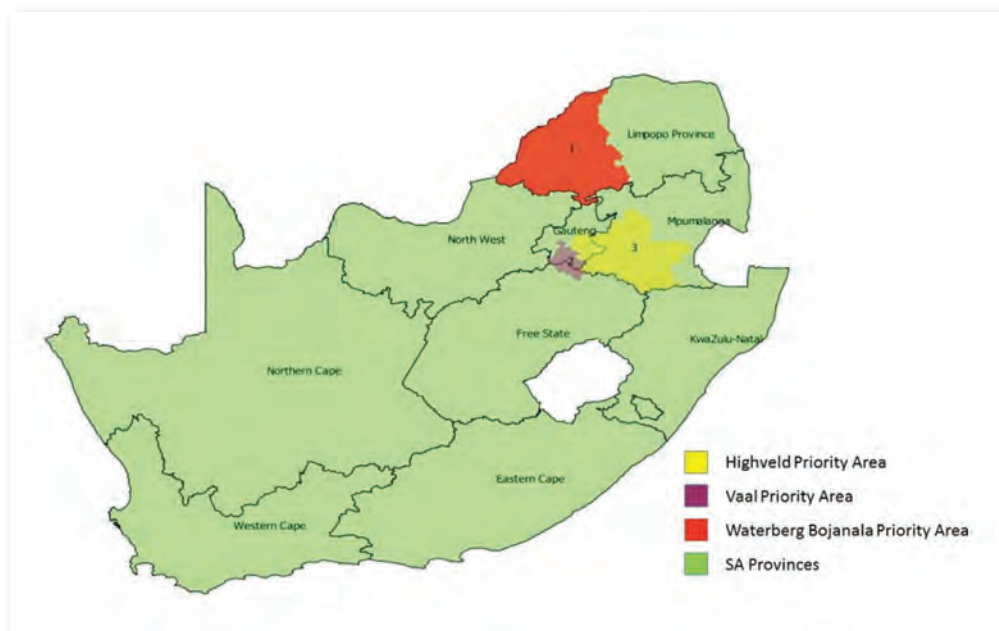 Limpopo Province
1
Mpumalanga
Gauteng
North West
3
2
Free State
KwaZulu-Natal
Northern Cape
Eastern Cape
Western Cape
Highveld Priority Area
Vaal Priority Area
Waterberg Bojanala Priority Area
SA Provinces